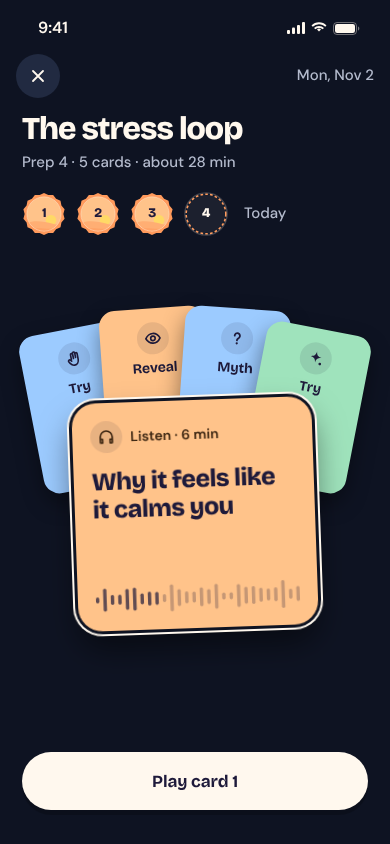 9:41
Mon, Nov 2
The stress loop
Prep 4 · 5 cards · about 28 min
1 2 3 4 Today
Try
Reveal
Myth
Try
Listen · 6 min
Why it feels like
it calms you
Play card 1